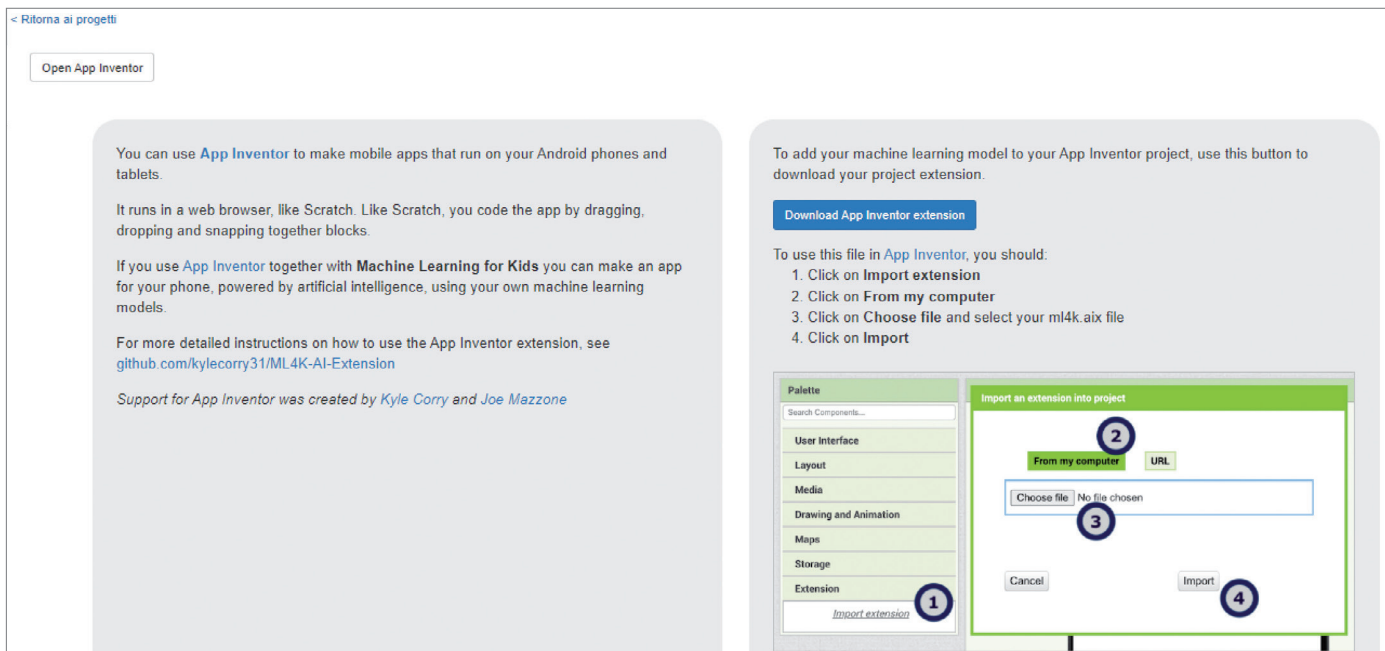 < Ritorna ai progetti
Open App Inventor
You can use App Inventor to make mobile apps that run on your Android phones and
tablets.
It runs in a web browser, like Scratch. Like Scratch, you code the app by dragging,
dropping and snapping together blocks.
If you use App Inventor together with Machine Learning for Kids you can make an app
for your phone, powered by artificial intelligence, using your own machine learning
models.
For more detailed instructions on how to use the App Inventor extension, see
github.com/kylecorry31/ML4K-AI-Extension
Support for App Inventor was created by Kyle Corry and Joe Mazzone
To add your machine learning model to your App Inventor project, use this button to
download your project extension.
Download App Inventor extension
To use this file in App Inventor, you should:
1. Click on Import extension
2. Click on From my computer
3. Click on Choose file and select your ml4k.aix file
4. Click on Import
Palette
Search Components...
User Interface
Layout
Media
Drawing and Animation
Maps
Storage
Extension
Import extension
1
Import an extension into project
2
From my computer URL
Choose file No file chosen
3
Cancel Import
4